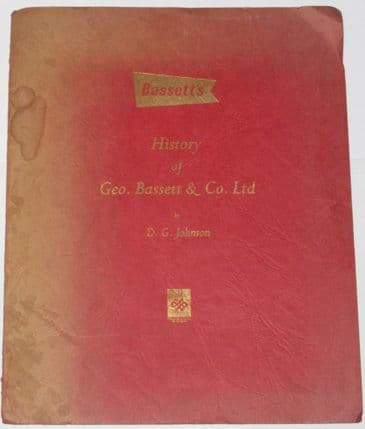 Bassett's
History
of
Geo. Bassett & Co. Ltd
by
D. G. Johnson